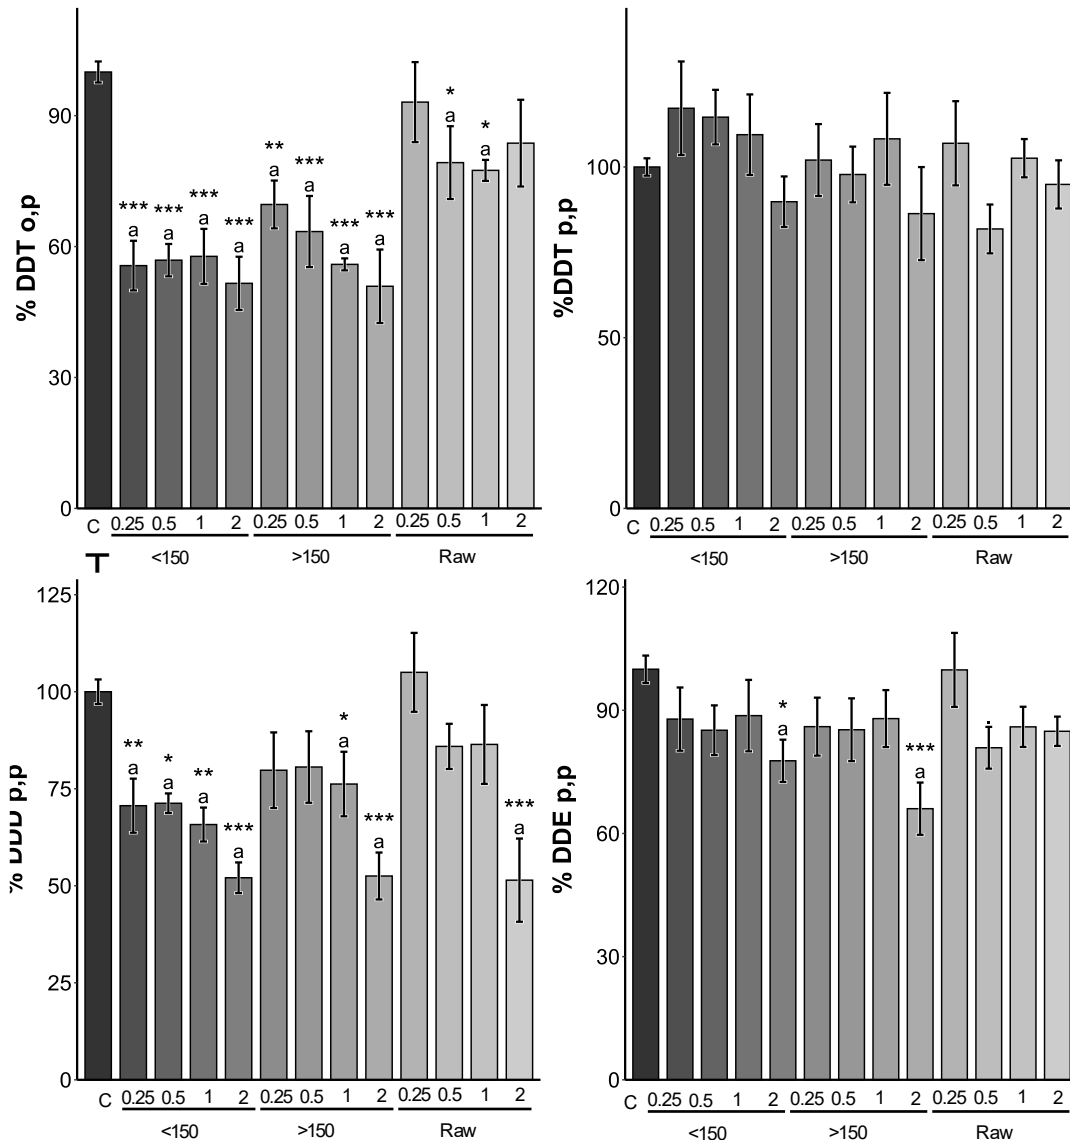 % DDT o,p
90
60
30
0
** *
*** *** *** *** *** *** *** *
a a a a a a a a a a
C 0.25 0.5 1 2 0.25 0.5 1 2 0.25 0.5 1 2
<150 >150 Raw
%DDT p,p
100
50
0
C 0.25 0.5 1 2 0.25 0.5 1 2 0.25 0.5 1 2
<150 >150 Raw
% DDD p,p
125
100
75
50
25
0
** * ** *** * *** ***
a a a a a a a
C 0.25 0.5 1 2 0.25 0.5 1 2 0.25 0.5 1 2
<150 >150 Raw
% DDE p,p
120
90
60
30
0
* *** .
a a
C 0.25 0.5 1 2 0.25 0.5 1 2 0.25 0.5 1 2
<150 >150 Raw